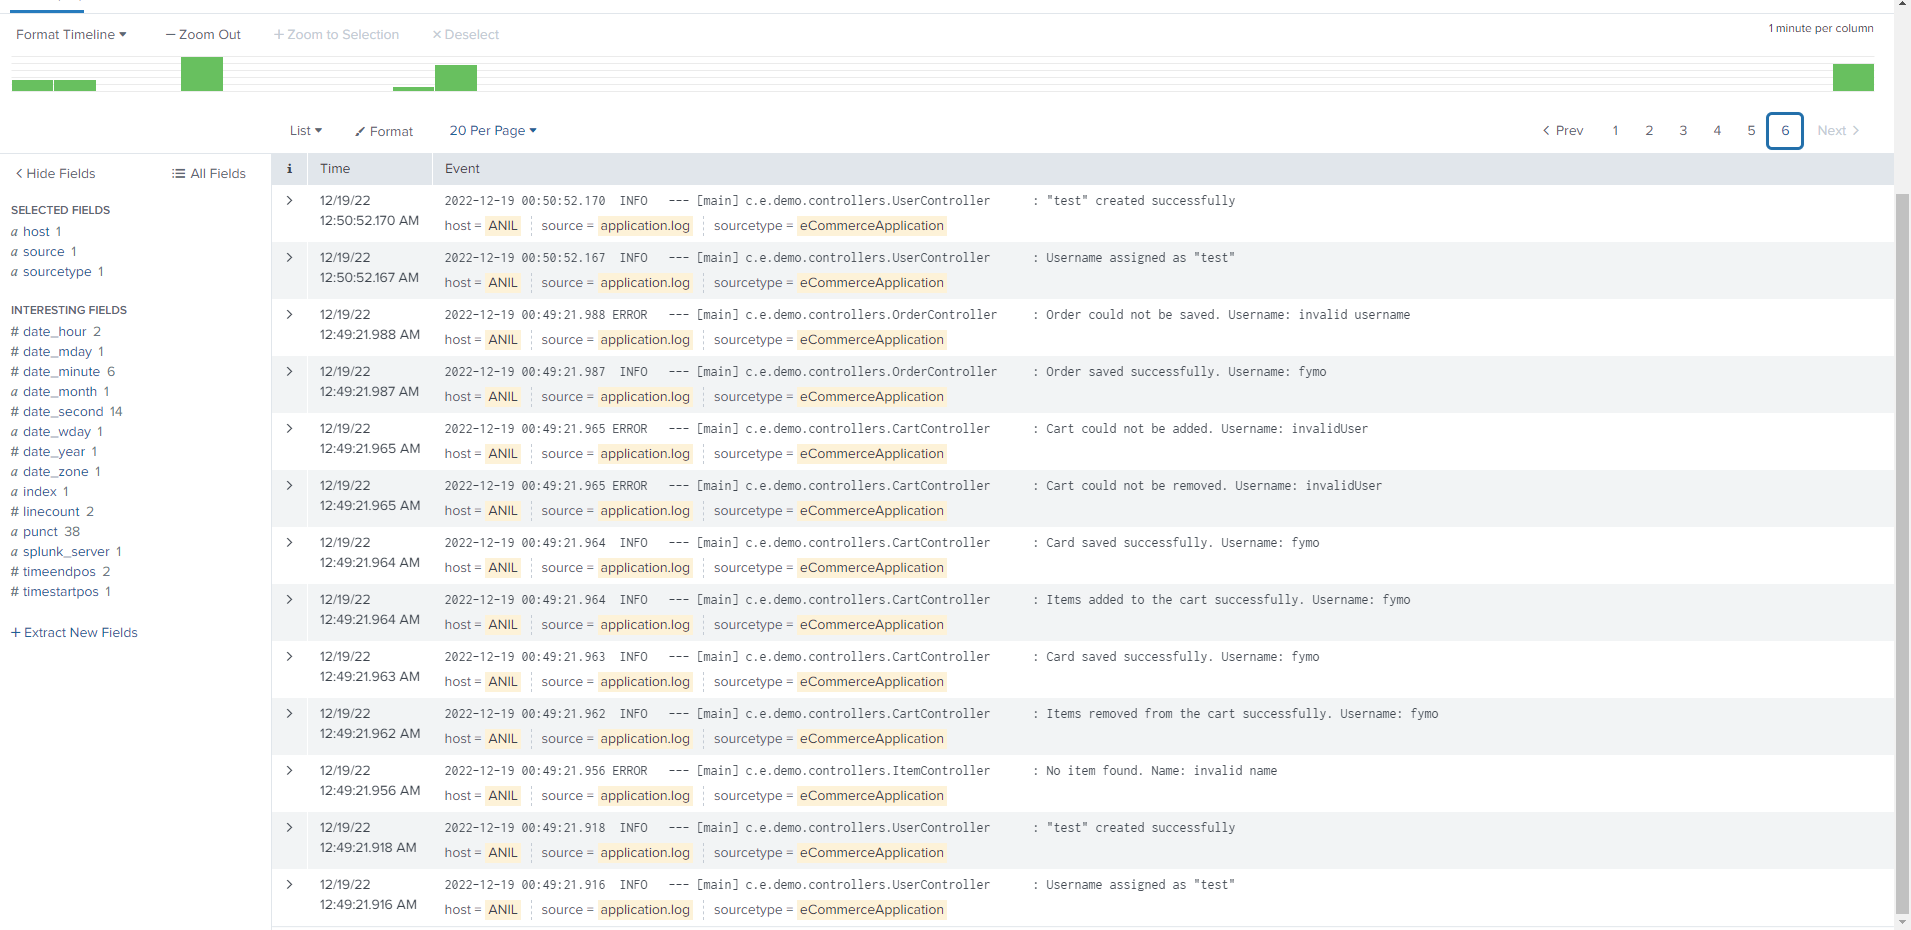 Format Timeline
— Zoom Out
+ Zoom to Selection
× Deselect
1 minute per column
List
Format
20 Per Page
< Prev
1
2
3
4
5
6
Next >
< Hide Fields
All Fields
SELECTED FIELDS
a host 1
a source 1
a sourcetype 1
INTERESTING FIELDS
# date_hour 2
# date_mday 1
# date_minute 6
a date_month 1
# date_second 14
a date_wday 1
# date_year 1
a date_zone 1
a index 1
# linecount 2
a punct 38
a splunk_server 1
# timeendpos 2
# timestartpos 1
+ Extract New Fields
i Time Event
12/19/22
12:50:52.170 AM
2022-12-19 00:50:52.170  INFO   --- [main] c.e.demo.controllers.UserController      : "test" created successfully
host = ANIL source = application.log sourcetype = eCommerceApplication
12/19/22
12:50:52.167 AM
2022-12-19 00:50:52.167  INFO   --- [main] c.e.demo.controllers.UserController      : Username assigned as "test"
host = ANIL source = application.log sourcetype = eCommerceApplication
12/19/22
12:49:21.988 AM
2022-12-19 00:49:21.988 ERROR   --- [main] c.e.demo.controllers.OrderController     : Order could not be saved. Username: invalid username
host = ANIL source = application.log sourcetype = eCommerceApplication
12/19/22
12:49:21.987 AM
2022-12-19 00:49:21.987  INFO   --- [main] c.e.demo.controllers.OrderController     : Order saved successfully. Username: fymo
host = ANIL source = application.log sourcetype = eCommerceApplication
12/19/22
12:49:21.965 AM
2022-12-19 00:49:21.965 ERROR   --- [main] c.e.demo.controllers.CartController      : Cart could not be added. Username: invalidUser
host = ANIL source = application.log sourcetype = eCommerceApplication
12/19/22
12:49:21.965 AM
2022-12-19 00:49:21.965 ERROR   --- [main] c.e.demo.controllers.CartController      : Cart could not be removed. Username: invalidUser
host = ANIL source = application.log sourcetype = eCommerceApplication
12/19/22
12:49:21.964 AM
2022-12-19 00:49:21.964  INFO   --- [main] c.e.demo.controllers.CartController      : Card saved successfully. Username: fymo
host = ANIL source = application.log sourcetype = eCommerceApplication
12/19/22
12:49:21.964 AM
2022-12-19 00:49:21.964  INFO   --- [main] c.e.demo.controllers.CartController      : Items added to the cart successfully. Username: fymo
host = ANIL source = application.log sourcetype = eCommerceApplication
12/19/22
12:49:21.963 AM
2022-12-19 00:49:21.963  INFO   --- [main] c.e.demo.controllers.CartController      : Card saved successfully. Username: fymo
host = ANIL source = application.log sourcetype = eCommerceApplication
12/19/22
12:49:21.962 AM
2022-12-19 00:49:21.962  INFO   --- [main] c.e.demo.controllers.CartController      : Items removed from the cart successfully. Username: fymo
host = ANIL source = application.log sourcetype = eCommerceApplication
12/19/22
12:49:21.956 AM
2022-12-19 00:49:21.956 ERROR   --- [main] c.e.demo.controllers.ItemController      : No item found. Name: invalid name
host = ANIL source = application.log sourcetype = eCommerceApplication
12/19/22
12:49:21.918 AM
2022-12-19 00:49:21.918  INFO   --- [main] c.e.demo.controllers.UserController      : "test" created successfully
host = ANIL source = application.log sourcetype = eCommerceApplication
12/19/22
12:49:21.916 AM
2022-12-19 00:49:21.916  INFO   --- [main] c.e.demo.controllers.UserController      : Username assigned as "test"
host = ANIL source = application.log sourcetype = eCommerceApplication